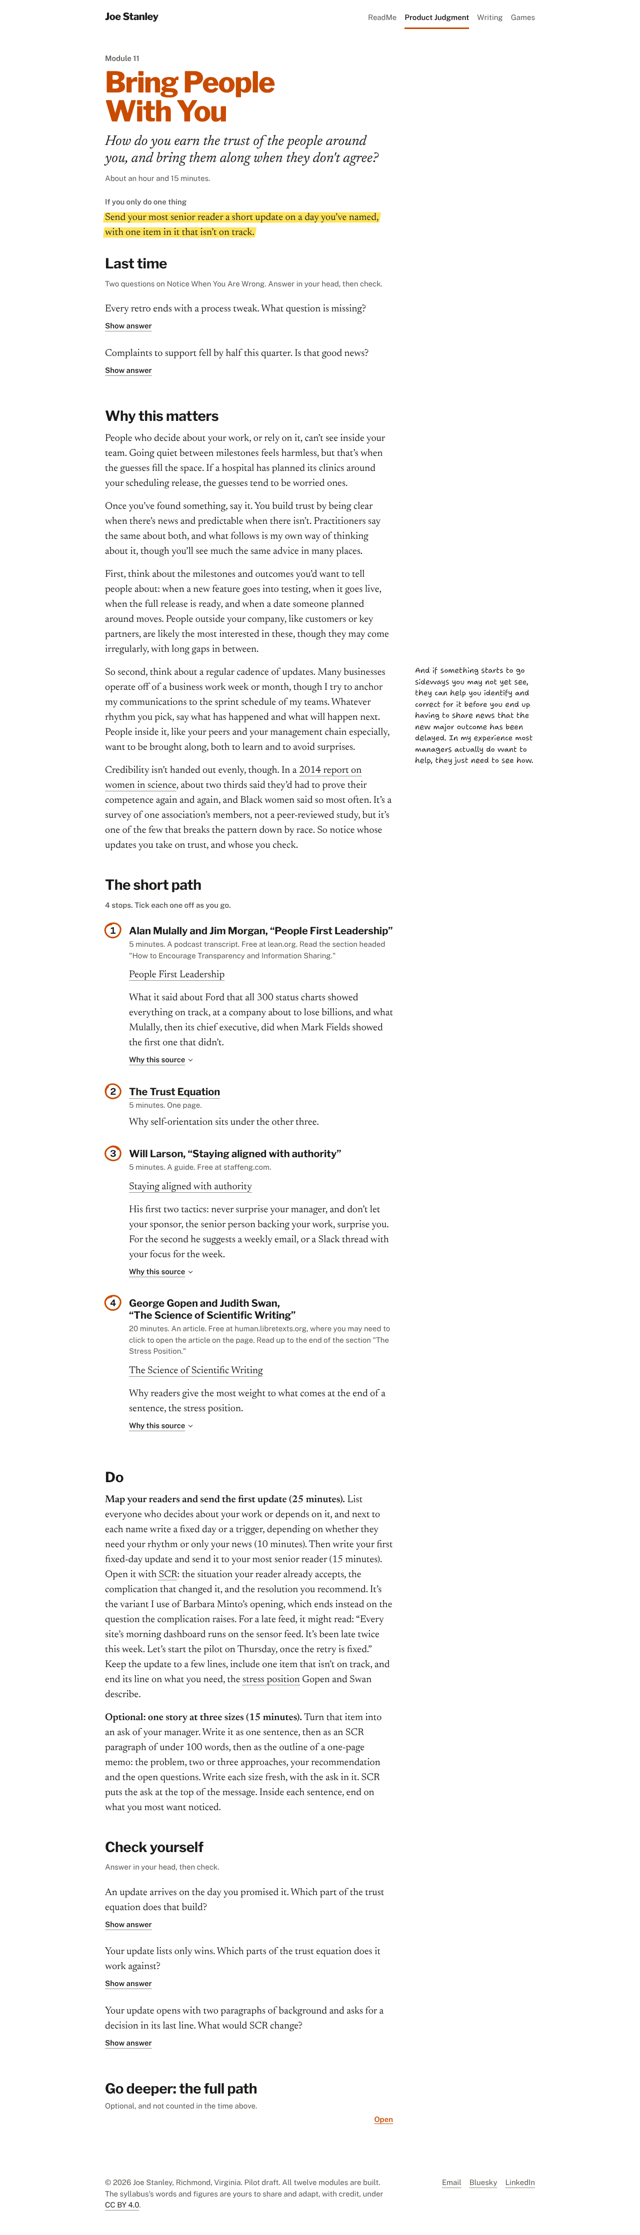 Joe Stanley
ReadMe Product Judgment Writing Games
Module 11
Bring People
With You
How do you earn the trust of the people around
you, and bring them along when they don't agree?
About an hour and 15 minutes.
If you only do one thing
Send your most senior reader a short update on a day you've named,
with one item in it that isn't on track.
Last time
Two questions on Notice When You Are Wrong. Answer in your head, then check.
Every retro ends with a process tweak. What question is missing?
Show answer
Complaints to support fell by half this quarter. Is that good news?
Show answer
Why this matters
People who decide about your work, or rely on it, can't see inside your
team. Going quiet between milestones feels harmless, but that's when
the guesses fill the space. If a hospital has planned its clinics around
your scheduling release, the guesses tend to be worried ones.
Once you've found something, say it. You build trust by being clear
when there's news and predictable when there isn't. Practitioners say
the same about both, and what follows is my own way of thinking
about it, though you'll see much the same advice in many places.
First, think about the milestones and outcomes you'd want to tell
people about: when a new feature goes into testing, when it goes live,
when the full release is ready, and when a date someone planned
around moves. People outside your company, like customers or key
partners, are likely the most interested in these, though they may come
irregularly, with long gaps in between.
So second, think about a regular cadence of updates. Many businesses
operate off of a business work week or month, though I try to anchor
my communications to the sprint schedule of my teams. Whatever
rhythm you pick, say what has happened and what will happen next.
People inside it, like your peers and your management chain especially,
want to be brought along, both to learn and to avoid surprises.
And if something starts to go
sideways you may not yet see,
they can help you identify and
correct for it before you end up
having to share news that the
new major outcome has been
delayed. In my experience most
managers actually do want to
help, they just need to see how.
Credibility isn't handed out evenly, though. In a 2014 report on
women in science, about two thirds said they'd had to prove their
competence again and again, and Black women said so most often. It's a
survey of one association's members, not a peer-reviewed study, but it's
one of the few that breaks the pattern down by race. So notice whose
updates you take on trust, and whose you check.
The short path
4 stops. Tick each one off as you go.
1 Alan Mulally and Jim Morgan, “People First Leadership”
5 minutes. A podcast transcript. Free at lean.org. Read the section headed
“How to Encourage Transparency and Information Sharing.”
People First Leadership
What it said about Ford that all 300 status charts showed
everything on track, at a company about to lose billions, and what
Mulally, then its chief executive, did when Mark Fields showed
the first one that didn't.
Why this source
2 The Trust Equation
5 minutes. One page.
Why self-orientation sits under the other three.
3 Will Larson, “Staying aligned with authority”
5 minutes. A guide. Free at staffeng.com.
Staying aligned with authority
His first two tactics: never surprise your manager, and don't let
your sponsor, the senior person backing your work, surprise you.
For the second he suggests a weekly email, or a Slack thread with
your focus for the week.
Why this source
4 George Gopen and Judith Swan,
“The Science of Scientific Writing”
20 minutes. An article. Free at human.libretexts.org, where you may need to
click to open the article on the page. Read up to the end of the section “The
Stress Position.”
The Science of Scientific Writing
Why readers give the most weight to what comes at the end of a
sentence, the stress position.
Why this source
Do
Map your readers and send the first update (25 minutes). List
everyone who decides about your work or depends on it, and next to
each name write a fixed day or a trigger, depending on whether they
need your rhythm or only your news (10 minutes). Then write your first
fixed-day update and send it to your most senior reader (15 minutes).
Open it with SCR: the situation your reader already accepts, the
complication that changed it, and the resolution you recommend. It's
the variant I use of Barbara Minto's opening, which ends instead on the
question the complication raises. For a late feed, it might read: “Every
site's morning dashboard runs on the sensor feed. It's been late twice
this week. Let's start the pilot on Thursday, once the retry is fixed.”
Keep the update to a few lines, include one item that isn't on track, and
end its line on what you need, the stress position Gopen and Swan
describe.
Optional: one story at three sizes (15 minutes). Turn that item into
an ask of your manager. Write it as one sentence, then as an SCR
paragraph of under 100 words, then as the outline of a one-page
memo: the problem, two or three approaches, your recommendation
and the open questions. Write each size fresh, with the ask in it. SCR
puts the ask at the top of the message. Inside each sentence, end on
what you most want noticed.
Check yourself
Answer in your head, then check.
An update arrives on the day you promised it. Which part of the trust
equation does that build?
Show answer
Your update lists only wins. Which parts of the trust equation does it
work against?
Show answer
Your update opens with two paragraphs of background and asks for a
decision in its last line. What would SCR change?
Show answer
Go deeper: the full path
Optional, and not counted in the time above.
Open
© 2026 Joe Stanley, Richmond, Virginia. Pilot draft. All twelve modules are built.
The syllabus's words and figures are yours to share and adapt, with credit, under
CC BY 4.0.
Email Bluesky LinkedIn